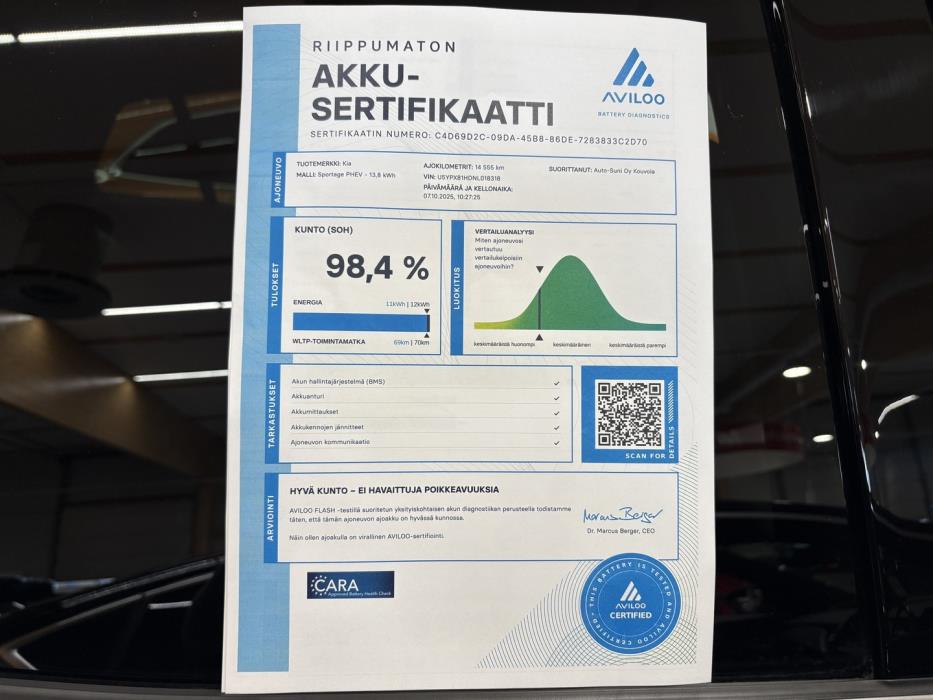 RIIPPUMATON
AKKU-
SERTIFIKAATTI
SERTIFIKAATIN NUMERO: C4D69D2C-09DA-45B8-86DE-7283833C2D70
AVILOO
BATTERY DIAGNOSTICS
AJONEUVO
TUOTEMERKKI: Kia
MALLI: Sportage PHEV - 13,8 kWh
AJOKILOMETRIT: 14 555 km
VIN: U5YPX81HDNL018318
PÄIVÄMÄÄRÄ JA KELLONAIKA:
07.10.2025, 10:27:25
SUORITTANUT: Auto-Suni Oy Kouvola
TULOKSET
KUNTO (SOH)
98,4 %
ENERGIA
11kWh | 12kWh
WLTP-TOIMINTAMATKA
69km | 70km
LUOKITUS
VERTAILUANALYYSI
Miten ajoneuvosi
vertautuu
vertailukelpoisiin
ajoneuvoihin?
keskimääräistä huonompi
keskimääräinen
keskimääräistä parempi
TARKASTUKSET
Akun hallintajärjestelmä (BMS)
Akkuanturi
Akkumittaukset
Akkukennojen jännitteet
Ajoneuvon kommunikaatio
SCAN FOR
DETAILS
ARVIOINTI
HYVÄ KUNTO – EI HAVAITTUJA POIKKEAVUUKSIA
AVILOO FLASH -testillä suoritetun yksityiskohtaisen akun diagnostiikan perusteella todistamme
täten, että tämän ajoneuvon ajoakku on hyvässä kunnossa.
Näin ollen ajoakulla on virallinen AVILOO-sertifiointi.
Marcus Berger
Dr. Marcus Berger, CEO
CARA
Approved Battery Health Check
THIS BATTERY IS TESTED AND AVILOO CERTIFIED
AVILOO
CERTIFIED